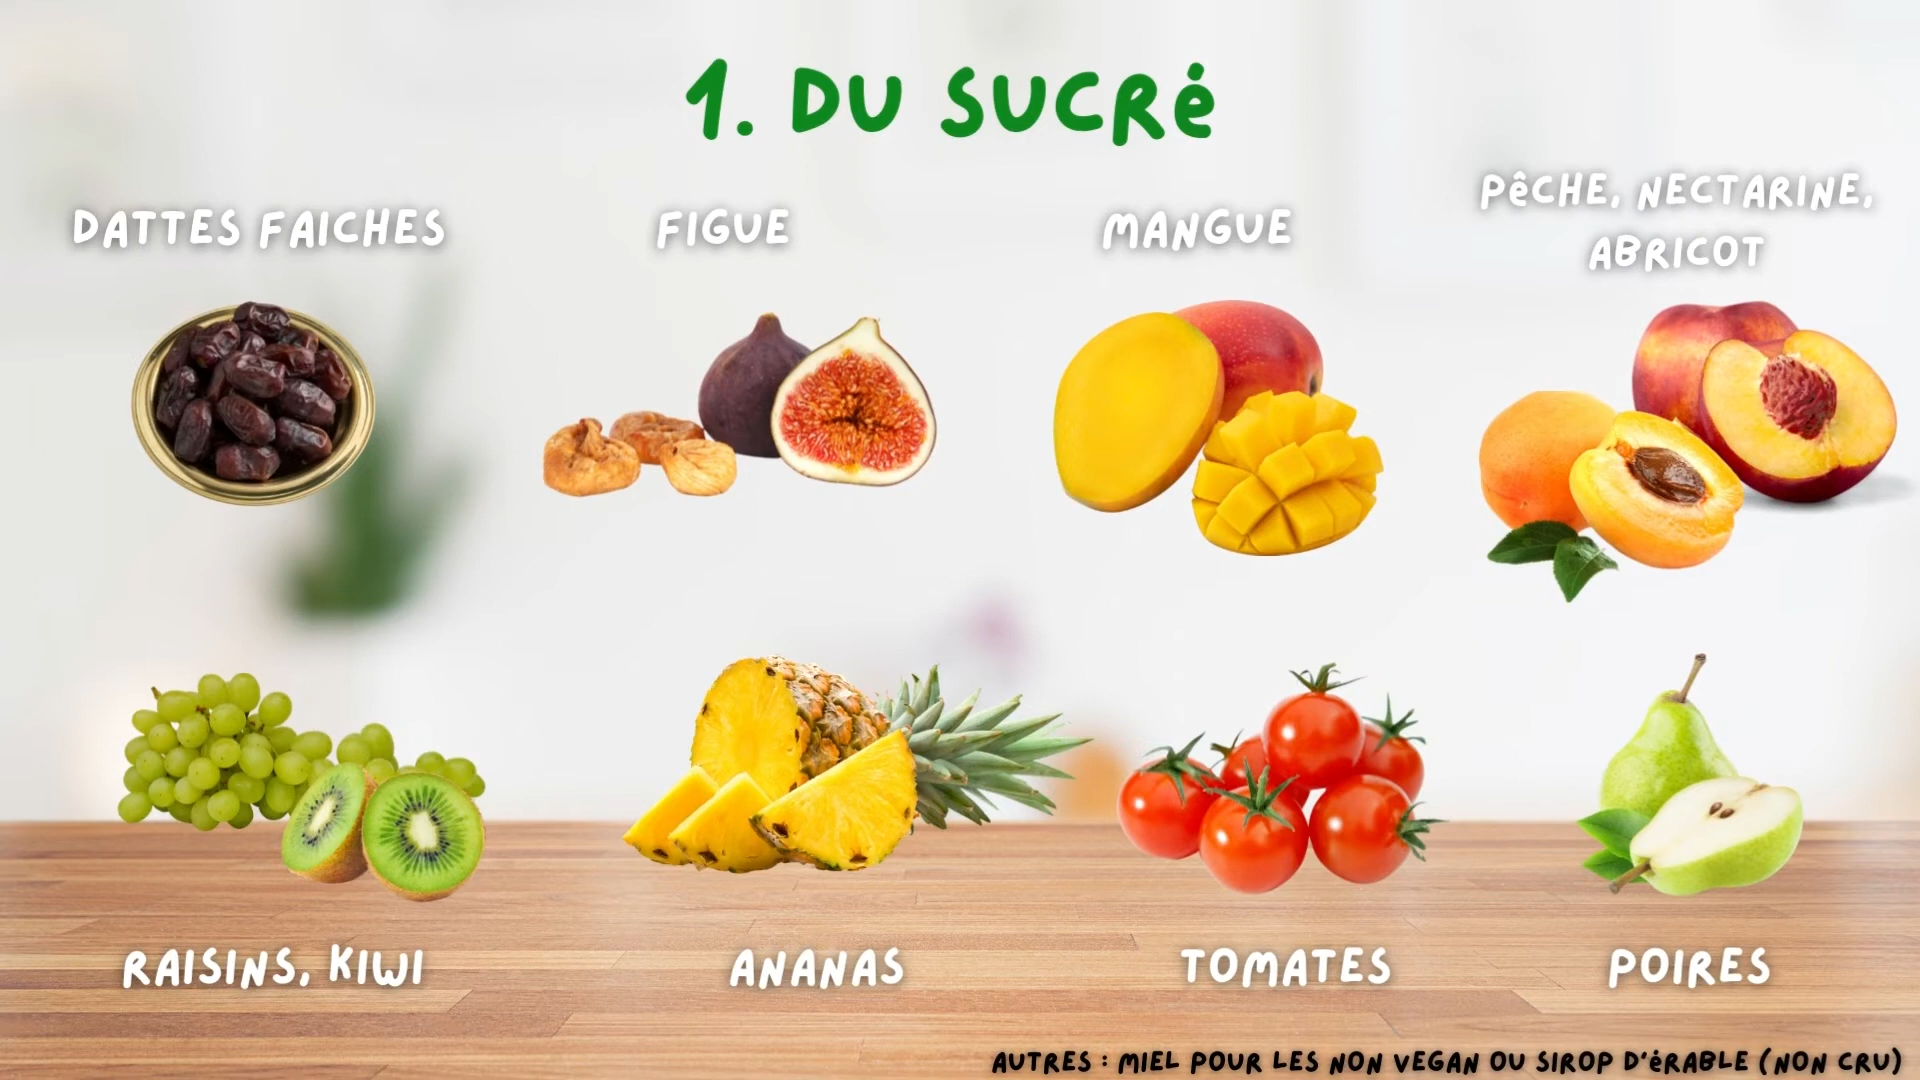 1. DU SUCRé
DATTES FAICHES
FIGUE
MANGUE
PêCHE, NECTARINE,
ABRICOT
RAISINS, KIWI
ANANAS
TOMATES
POIRES
AUTRES : MIEL POUR LES NON VEGAN OU SIROP D'éRABLE (NON CRU)